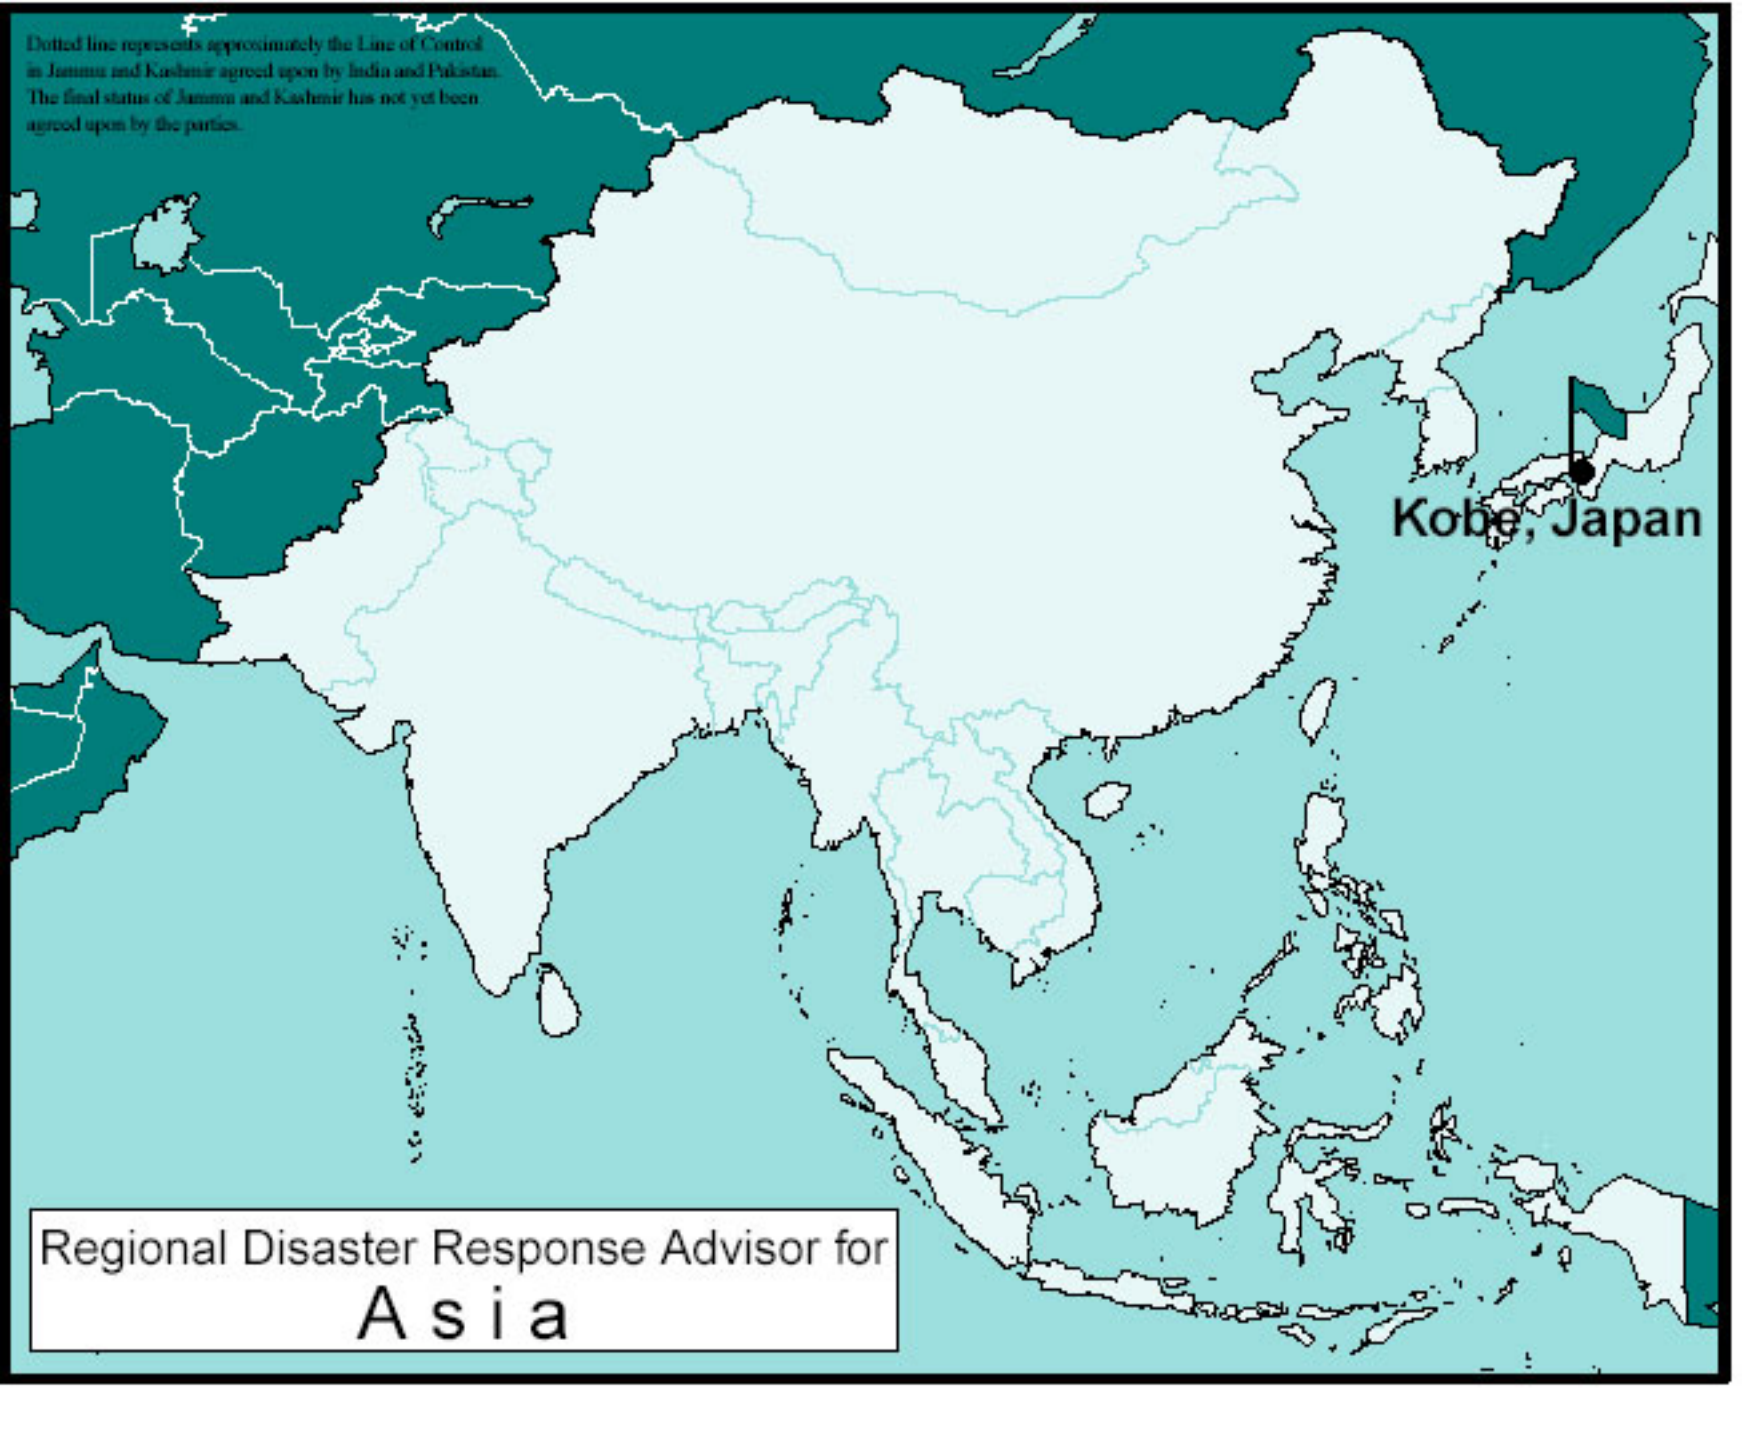 Dotted line represents approximately the Line of Control
in Jammu and Kashmir agreed upon by India and Pakistan.
The final status of Jammu and Kashmir has not yet been
agreed upon by the parties.
Kobe, Japan
Regional Disaster Response Advisor for
Asia